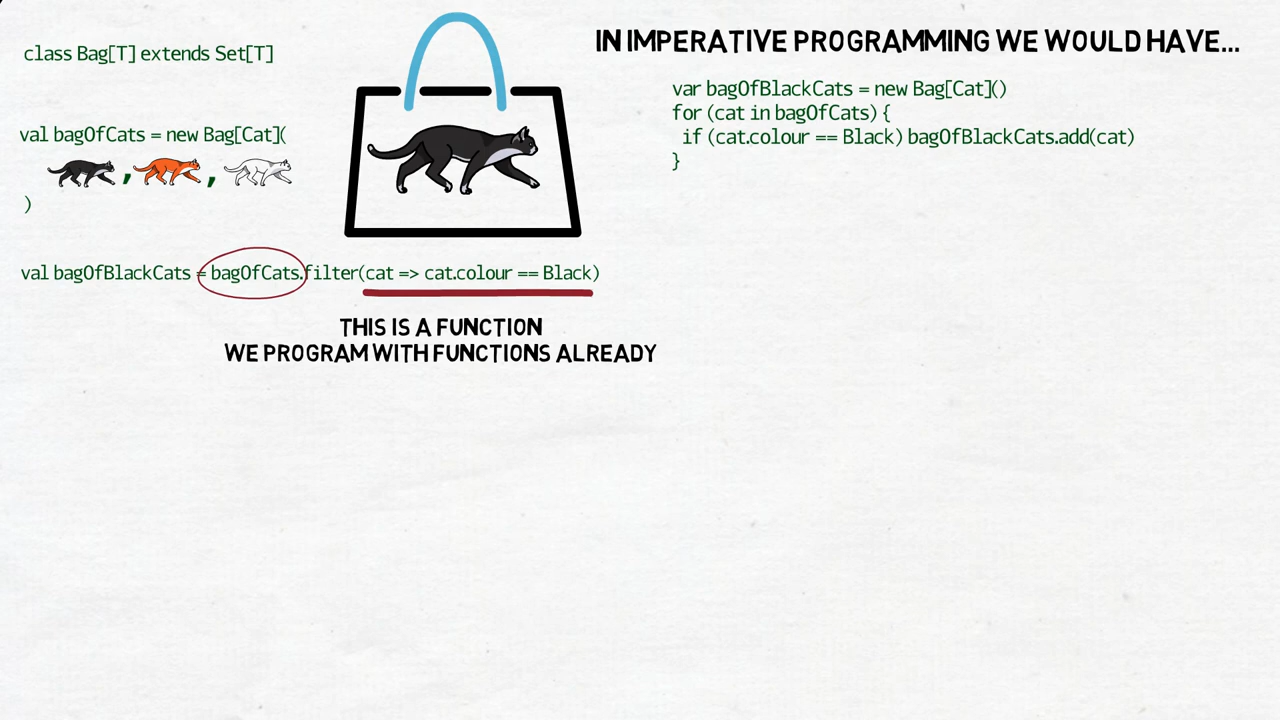 class Bag[T] extends Set[T]
val bagOfCats = new Bag[Cat](
, ,
)
val bagOfBlackCats = bagOfCats.filter(cat => cat.colour == Black)
THIS IS A FUNCTION
WE PROGRAM WITH FUNCTIONS ALREADY
IN IMPERATIVE PROGRAMMING WE WOULD HAVE...
var bagOfBlackCats = new Bag[Cat]()
for (cat in bagOfCats) {
if (cat.colour == Black) bagOfBlackCats.add(cat)
}